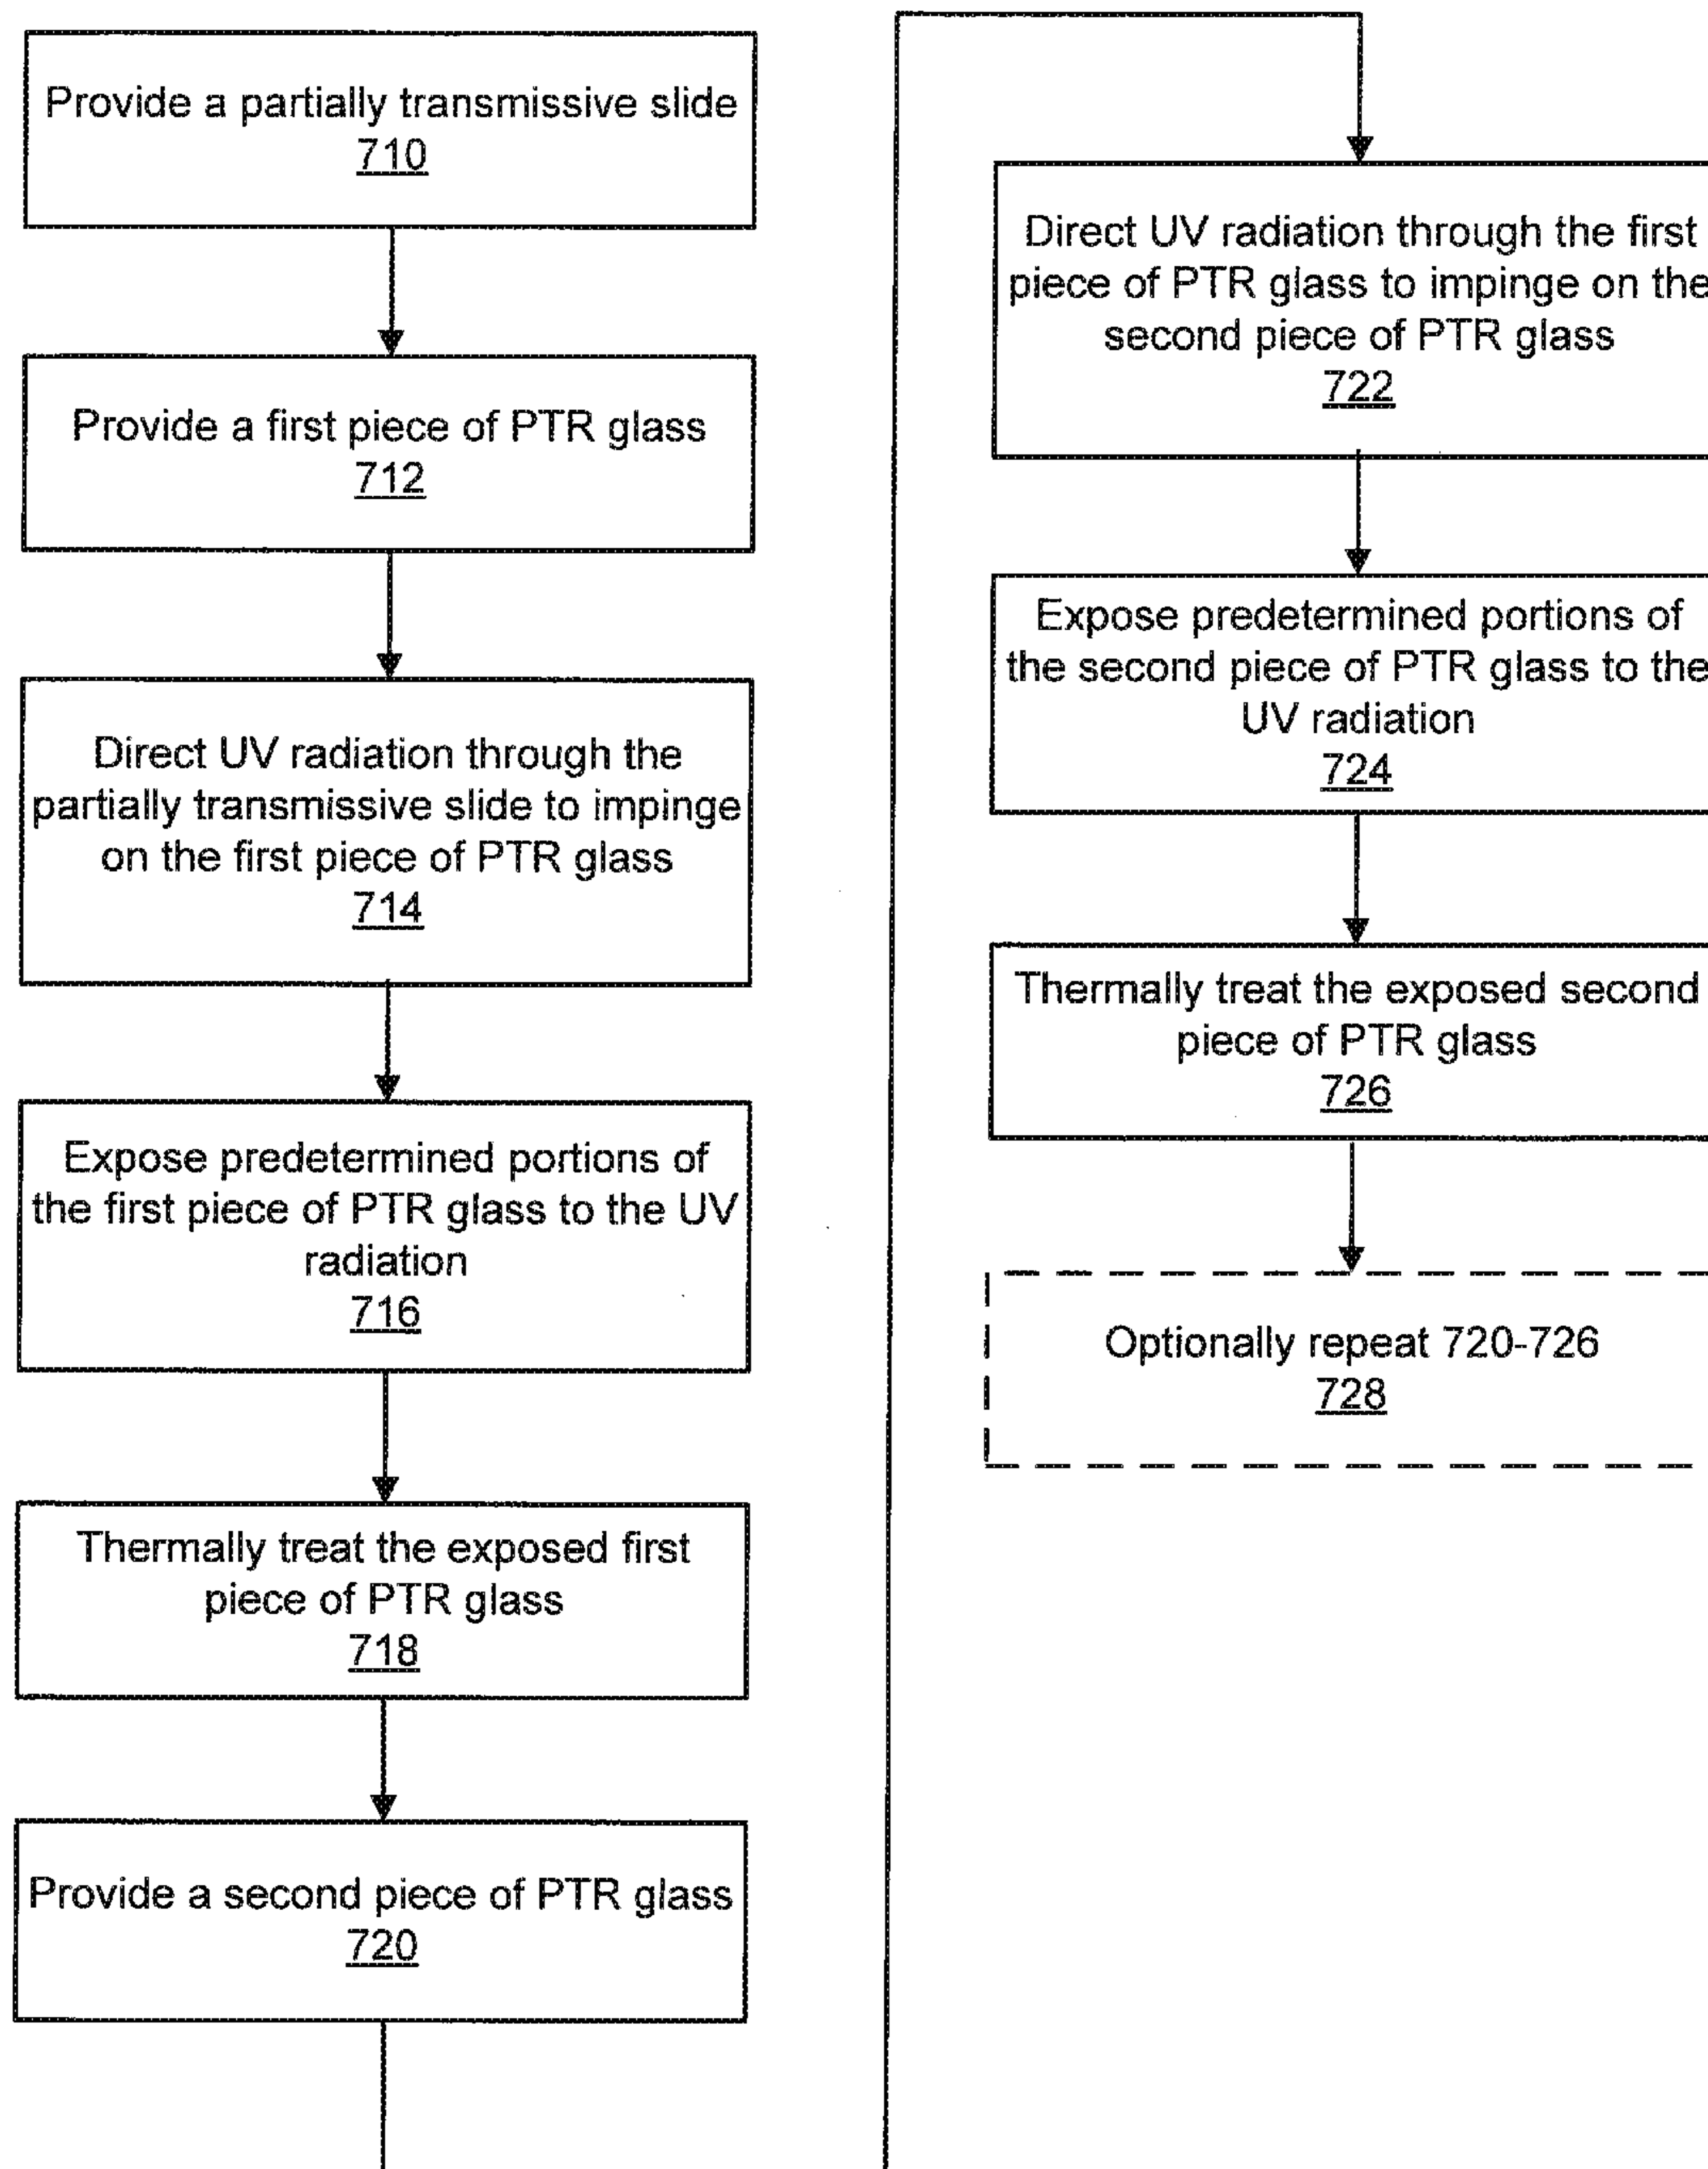 Provide a partially transmissive slide
710
Provide a first piece of PTR glass
712
Direct UV radiation through the
partially transmissive slide to impinge
on the first piece of PTR glass
714
Expose predetermined portions of
the first piece of PTR glass to the UV
radiation
716
Thermally treat the exposed first
piece of PTR glass
718
Provide a second piece of PTR glass
720
Direct UV radiation through the first
piece of PTR glass to impinge on the
second piece of PTR glass
722
Expose predetermined portions of
the second piece of PTR glass to the
UV radiation
724
Thermally treat the exposed second
piece of PTR glass
726
Optionally repeat 720-726
728